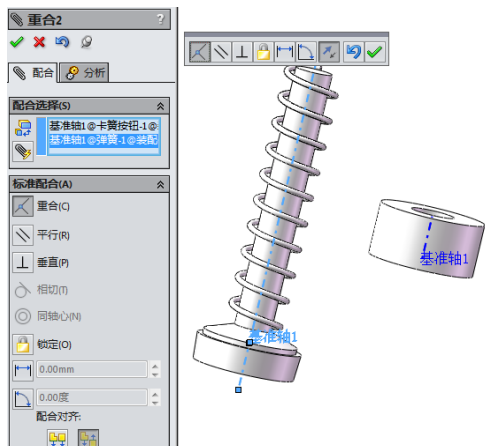 重合2
?
配合
分析
配合选择(S)
基准轴1@卡簧按钮-1@
基准轴1@弹簧-1@装配
标准配合(A)
重合(C)
平行(R)
垂直(P)
相切(T)
同轴心(N)
锁定(O)
0.00mm
0.00度
配合对齐:
基准轴1
基准轴1